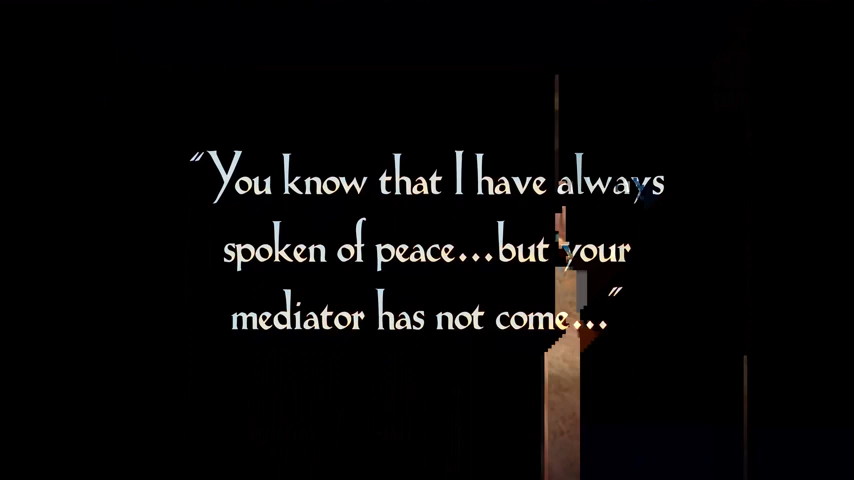 “You know that I have always
spoken of peace...but your
mediator has not come...”